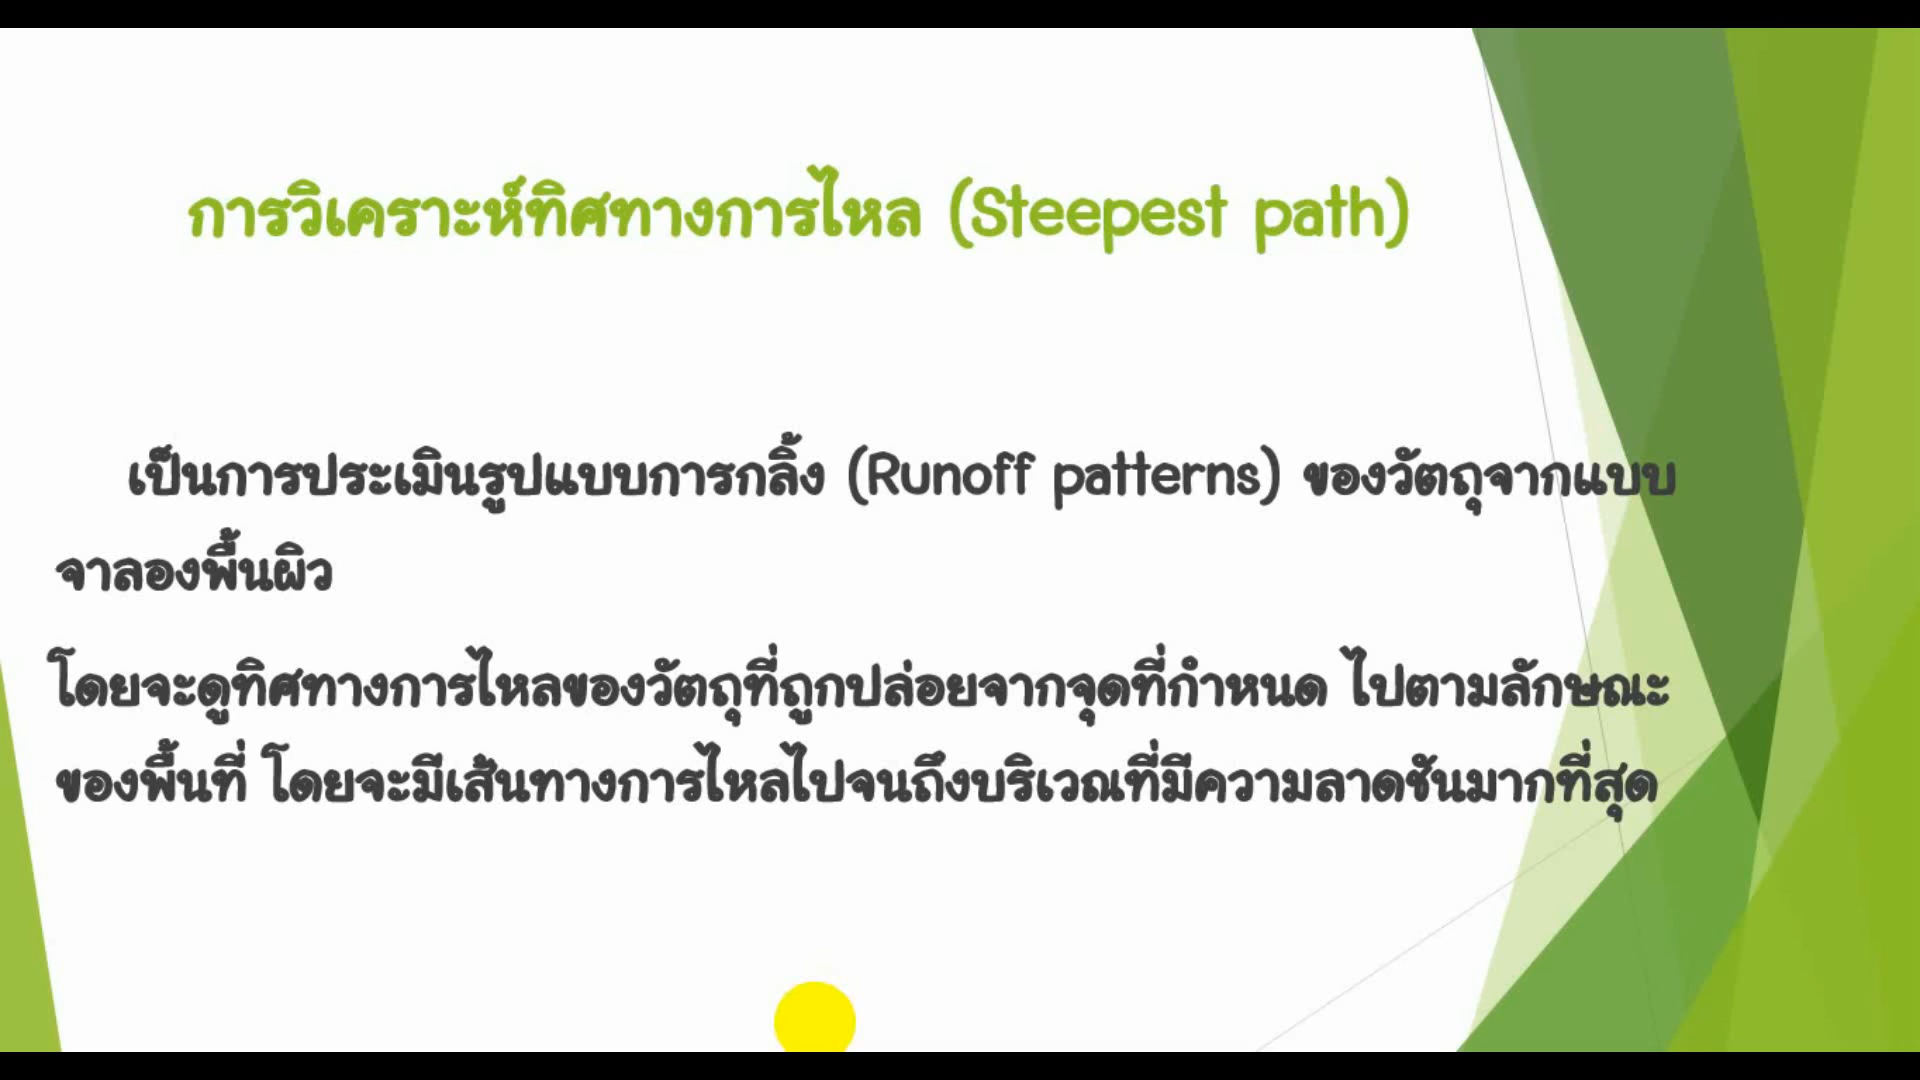 การวิเคราะห์ทิศทางการไหล (Steepest path)
เป็นการประเมินรูปแบบการกลิ้ง (Runoff patterns) ของวัตถุจากแบบ
จาลองพื้นผิว
โดยจะดูทิศทางการไหลของวัตถุที่ถูกปล่อยจากจุดที่กำหนด ไปตามลักษณะ
ของพื้นที่ โดยจะมีเส้นทางการไหลไปจนถึงบริเวณที่มีความลาดชันมากที่สุด